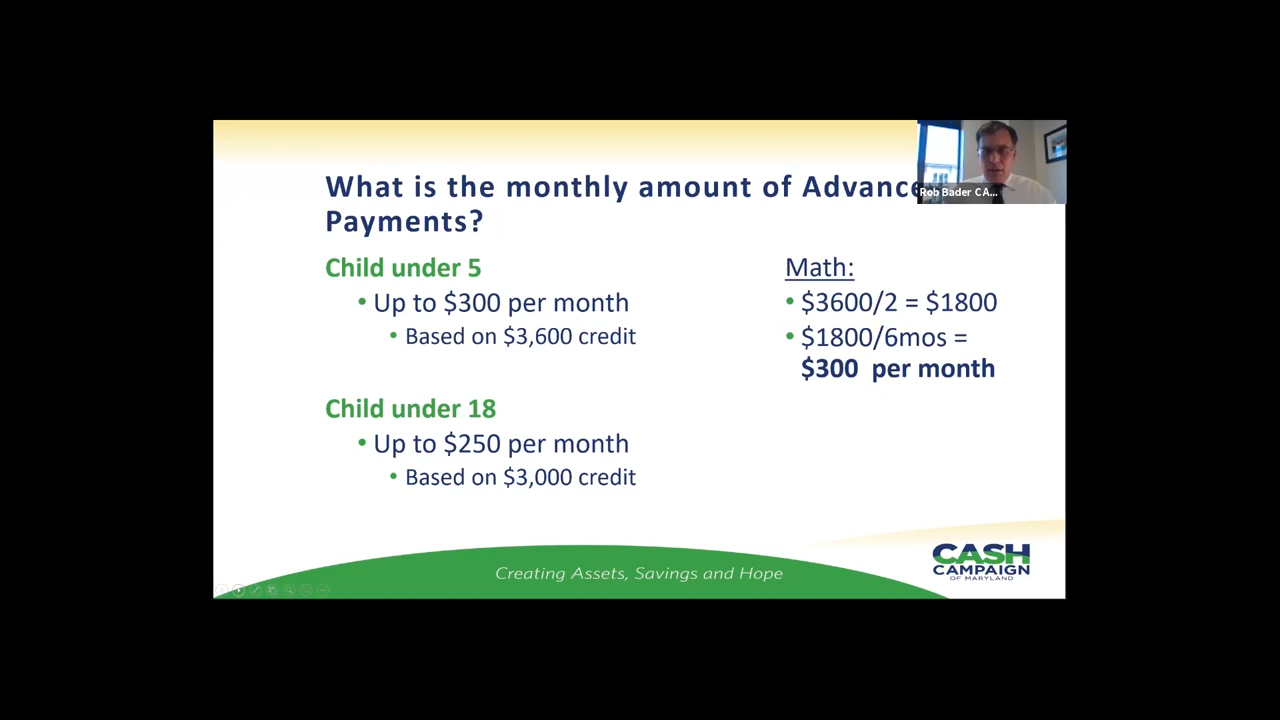 What is the monthly amount of Advance
Payments?
Rob Bader CA...
Child under 5
• Up to $300 per month
• Based on $3,600 credit
Child under 18
• Up to $250 per month
• Based on $3,000 credit
Math:
• $3600/2 = $1800
• $1800/6mos =
$300 per month
Creating Assets, Savings and Hope
CASH
CAMPAIGN
OF MARYLAND